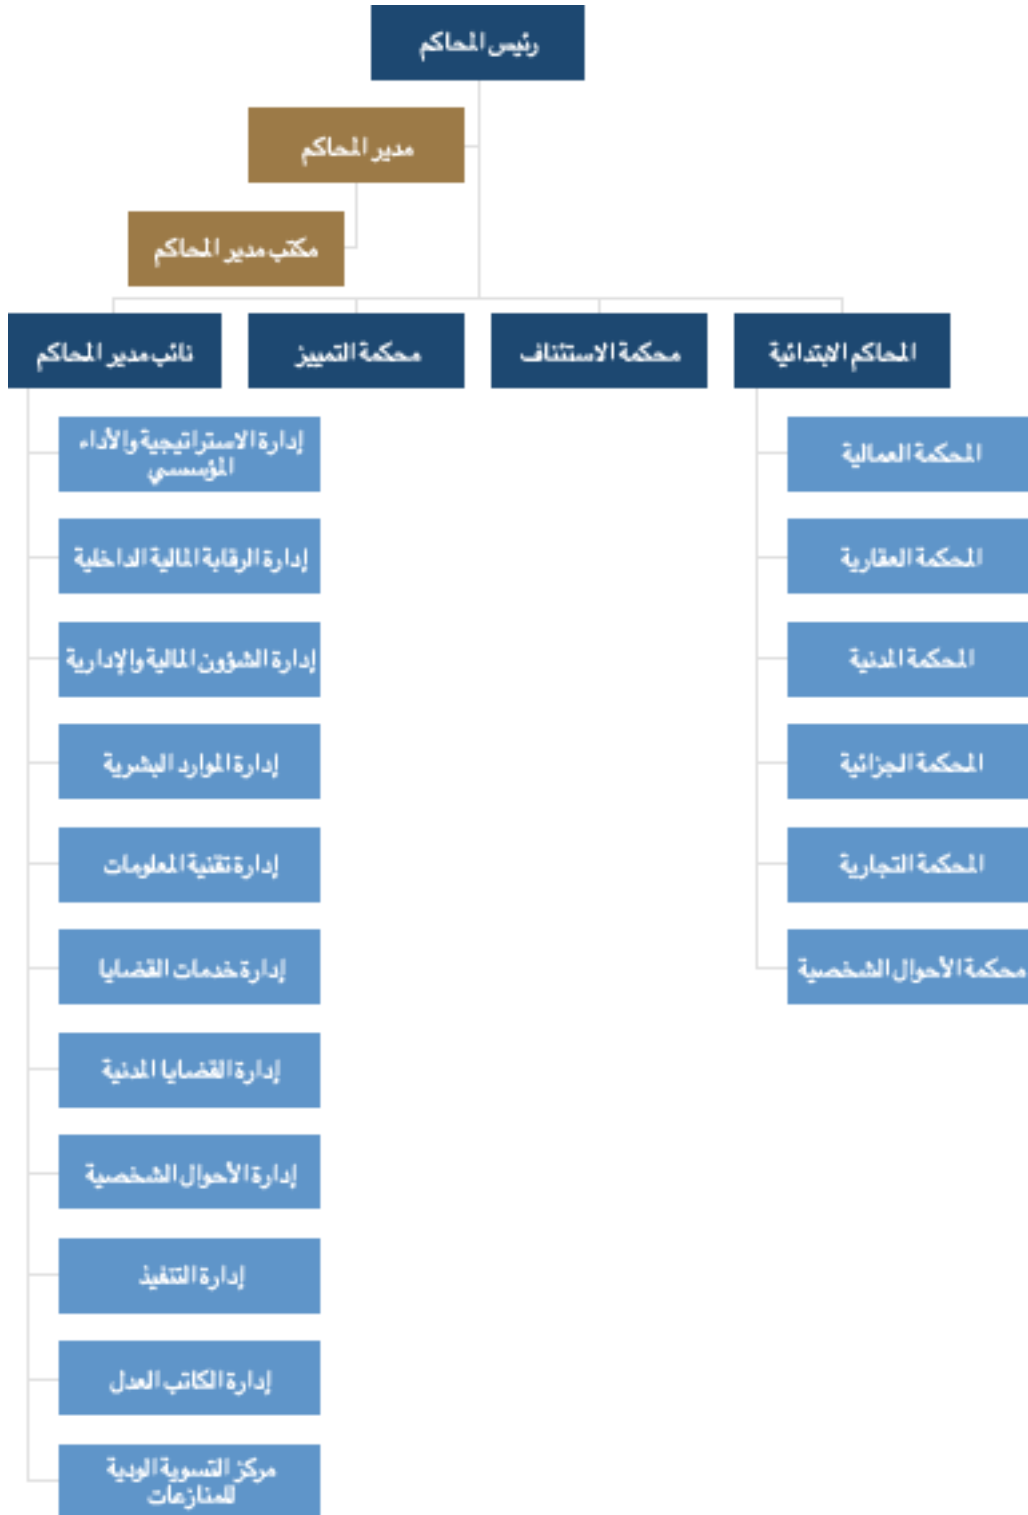 رئيس المحاكم
مدير المحاكم
مكتب مدير المحاكم
المحاكم الابتدائية
محكمة الاستئناف
محكمة التمييز
نائب مدير المحاكم
المحكمة العمالية
المحكمة العقارية
المحكمة المدنية
المحكمة الجزائية
المحكمة التجارية
محكمة الأحوال الشخصية
إدارة الاستراتيجية والأداء
المؤسسي
إدارة الرقابة المالية الداخلية
إدارة الشؤون المالية والإدارية
إدارة الموارد البشرية
إدارة تقنية المعلومات
إدارة خدمات القضايا
إدارة القضايا المدنية
إدارة الأحوال الشخصية
إدارة التنفيذ
إدارة الكاتب العدل
مركز التسوية الودية
للمنازعات